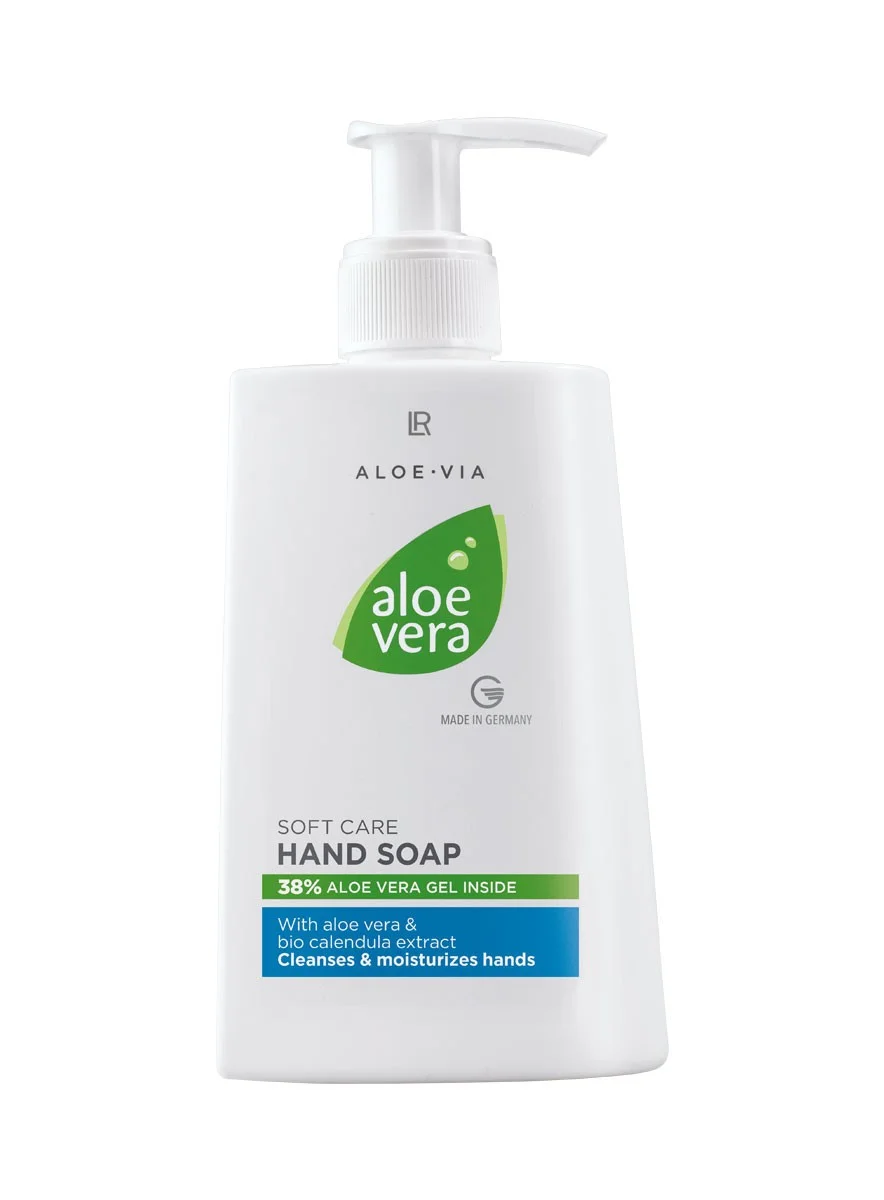 LR
ALOE•VIA
aloe
vera
MADE IN GERMANY
SOFT CARE
HAND SOAP
38% ALOE VERA GEL INSIDE
With aloe vera &
bio calendula extract
Cleanses & moisturizes hands